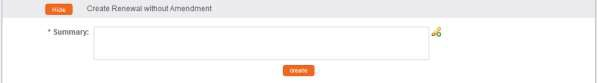 Hide Create Renewal without Amendment
* Summary:
create